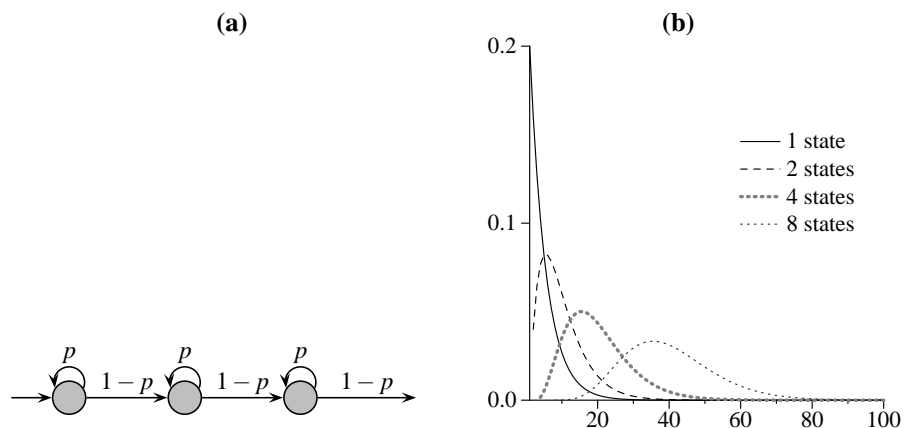 (a)
p p p
1 − p 1 − p 1 − p
(b)
0.2
0.1
0.0
20 40 60 80 100
1 state
2 states
4 states
8 states